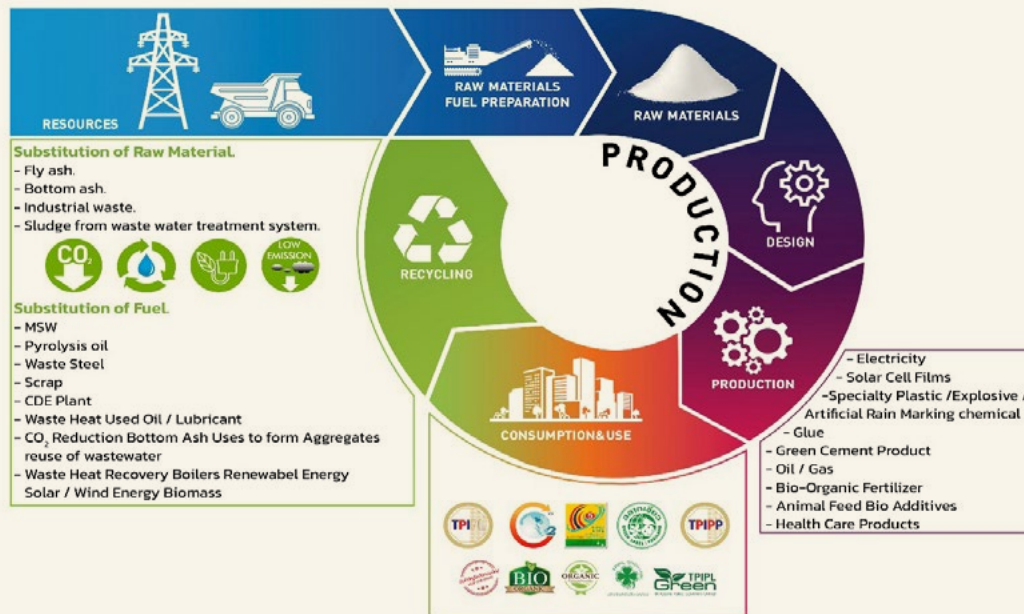 RESOURCES
RAW MATERIALS
FUEL PREPARATION
RAW MATERIALS
DESIGN
PRODUCTION
PRODUCTION
CONSUMPTION&USE
RECYCLING
Substitution of Raw Material.
- Fly ash.
- Bottom ash.
- Industrial waste.
- Sludge from waste water treatment system.
CO₂
LOW
EMISSION
Substitution of Fuel.
- MSW
- Pyrolysis oil
- Waste Steel
- Scrap
- CDE Plant
- Waste Heat Used Oil / Lubricant
- CO₂ Reduction Bottom Ash Uses to form Aggregates
reuse of wastewater
- Waste Heat Recovery Boilers Renewabel Energy
Solar / Wind Energy Biomass
- Electricity
- Solar Cell Films
-Specialty Plastic /Explosive /
Artificial Rain Marking chemical
- Glue
- Green Cement Product
- Oil / Gas
- Bio-Organic Fertilizer
- Animal Feed Bio Additives
- Health Care Products
TPIPL
2
TPIPP
BIO
ORGANIC
ORGANIC
TPIPL
Green